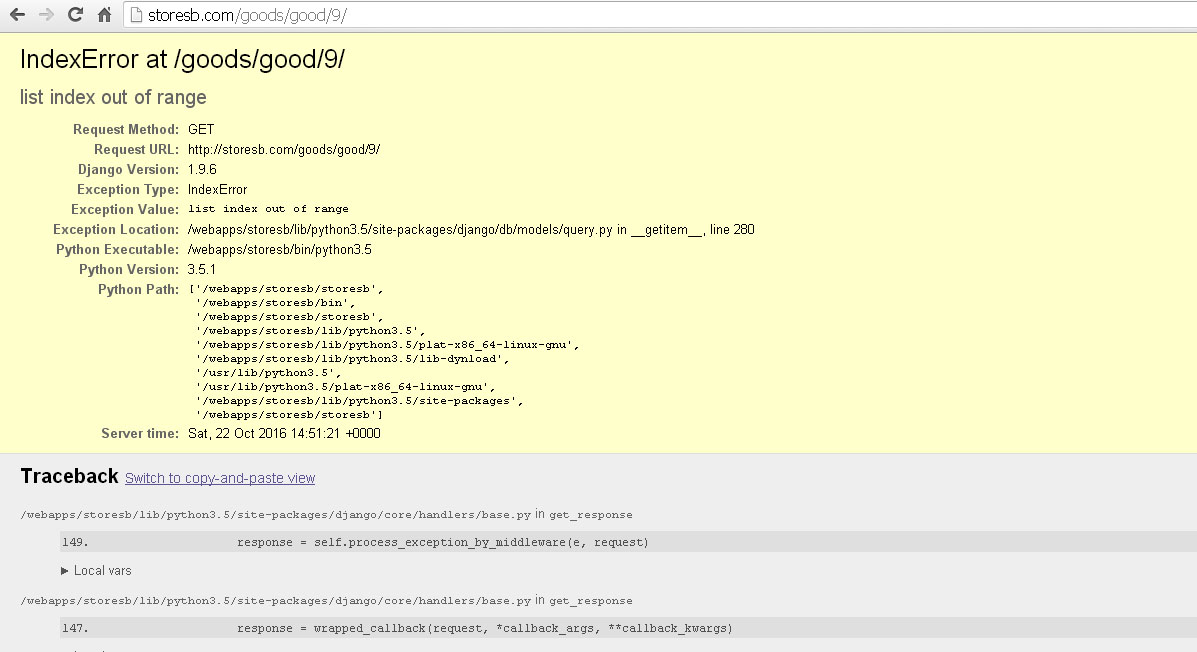 storesb.com/goods/good/9/
IndexError at /goods/good/9/
list index out of range
Request Method: GET
Request URL: http://storesb.com/goods/good/9/
Django Version: 1.9.6
Exception Type: IndexError
Exception Value: list index out of range
Exception Location: /webapps/storesb/lib/python3.5/site-packages/django/db/models/query.py in __getitem__, line 280
Python Executable: /webapps/storesb/bin/python3.5
Python Version: 3.5.1
Python Path: ['/webapps/storesb/storesb',
'/webapps/storesb/bin',
'/webapps/storesb/storesb',
'/webapps/storesb/lib/python3.5',
'/webapps/storesb/lib/python3.5/plat-x86_64-linux-gnu',
'/webapps/storesb/lib/python3.5/lib-dynload',
'/usr/lib/python3.5',
'/usr/lib/python3.5/plat-x86_64-linux-gnu',
'/webapps/storesb/lib/python3.5/site-packages',
'/webapps/storesb/storesb']
Server time: Sat, 22 Oct 2016 14:51:21 +0000
Traceback Switch to copy-and-paste view
/webapps/storesb/lib/python3.5/site-packages/django/core/handlers/base.py in get_response
149. response = self.process_exception_by_middleware(e, request)
▶ Local vars
/webapps/storesb/lib/python3.5/site-packages/django/core/handlers/base.py in get_response
147. response = wrapped_callback(request, *callback_args, **callback_kwargs)